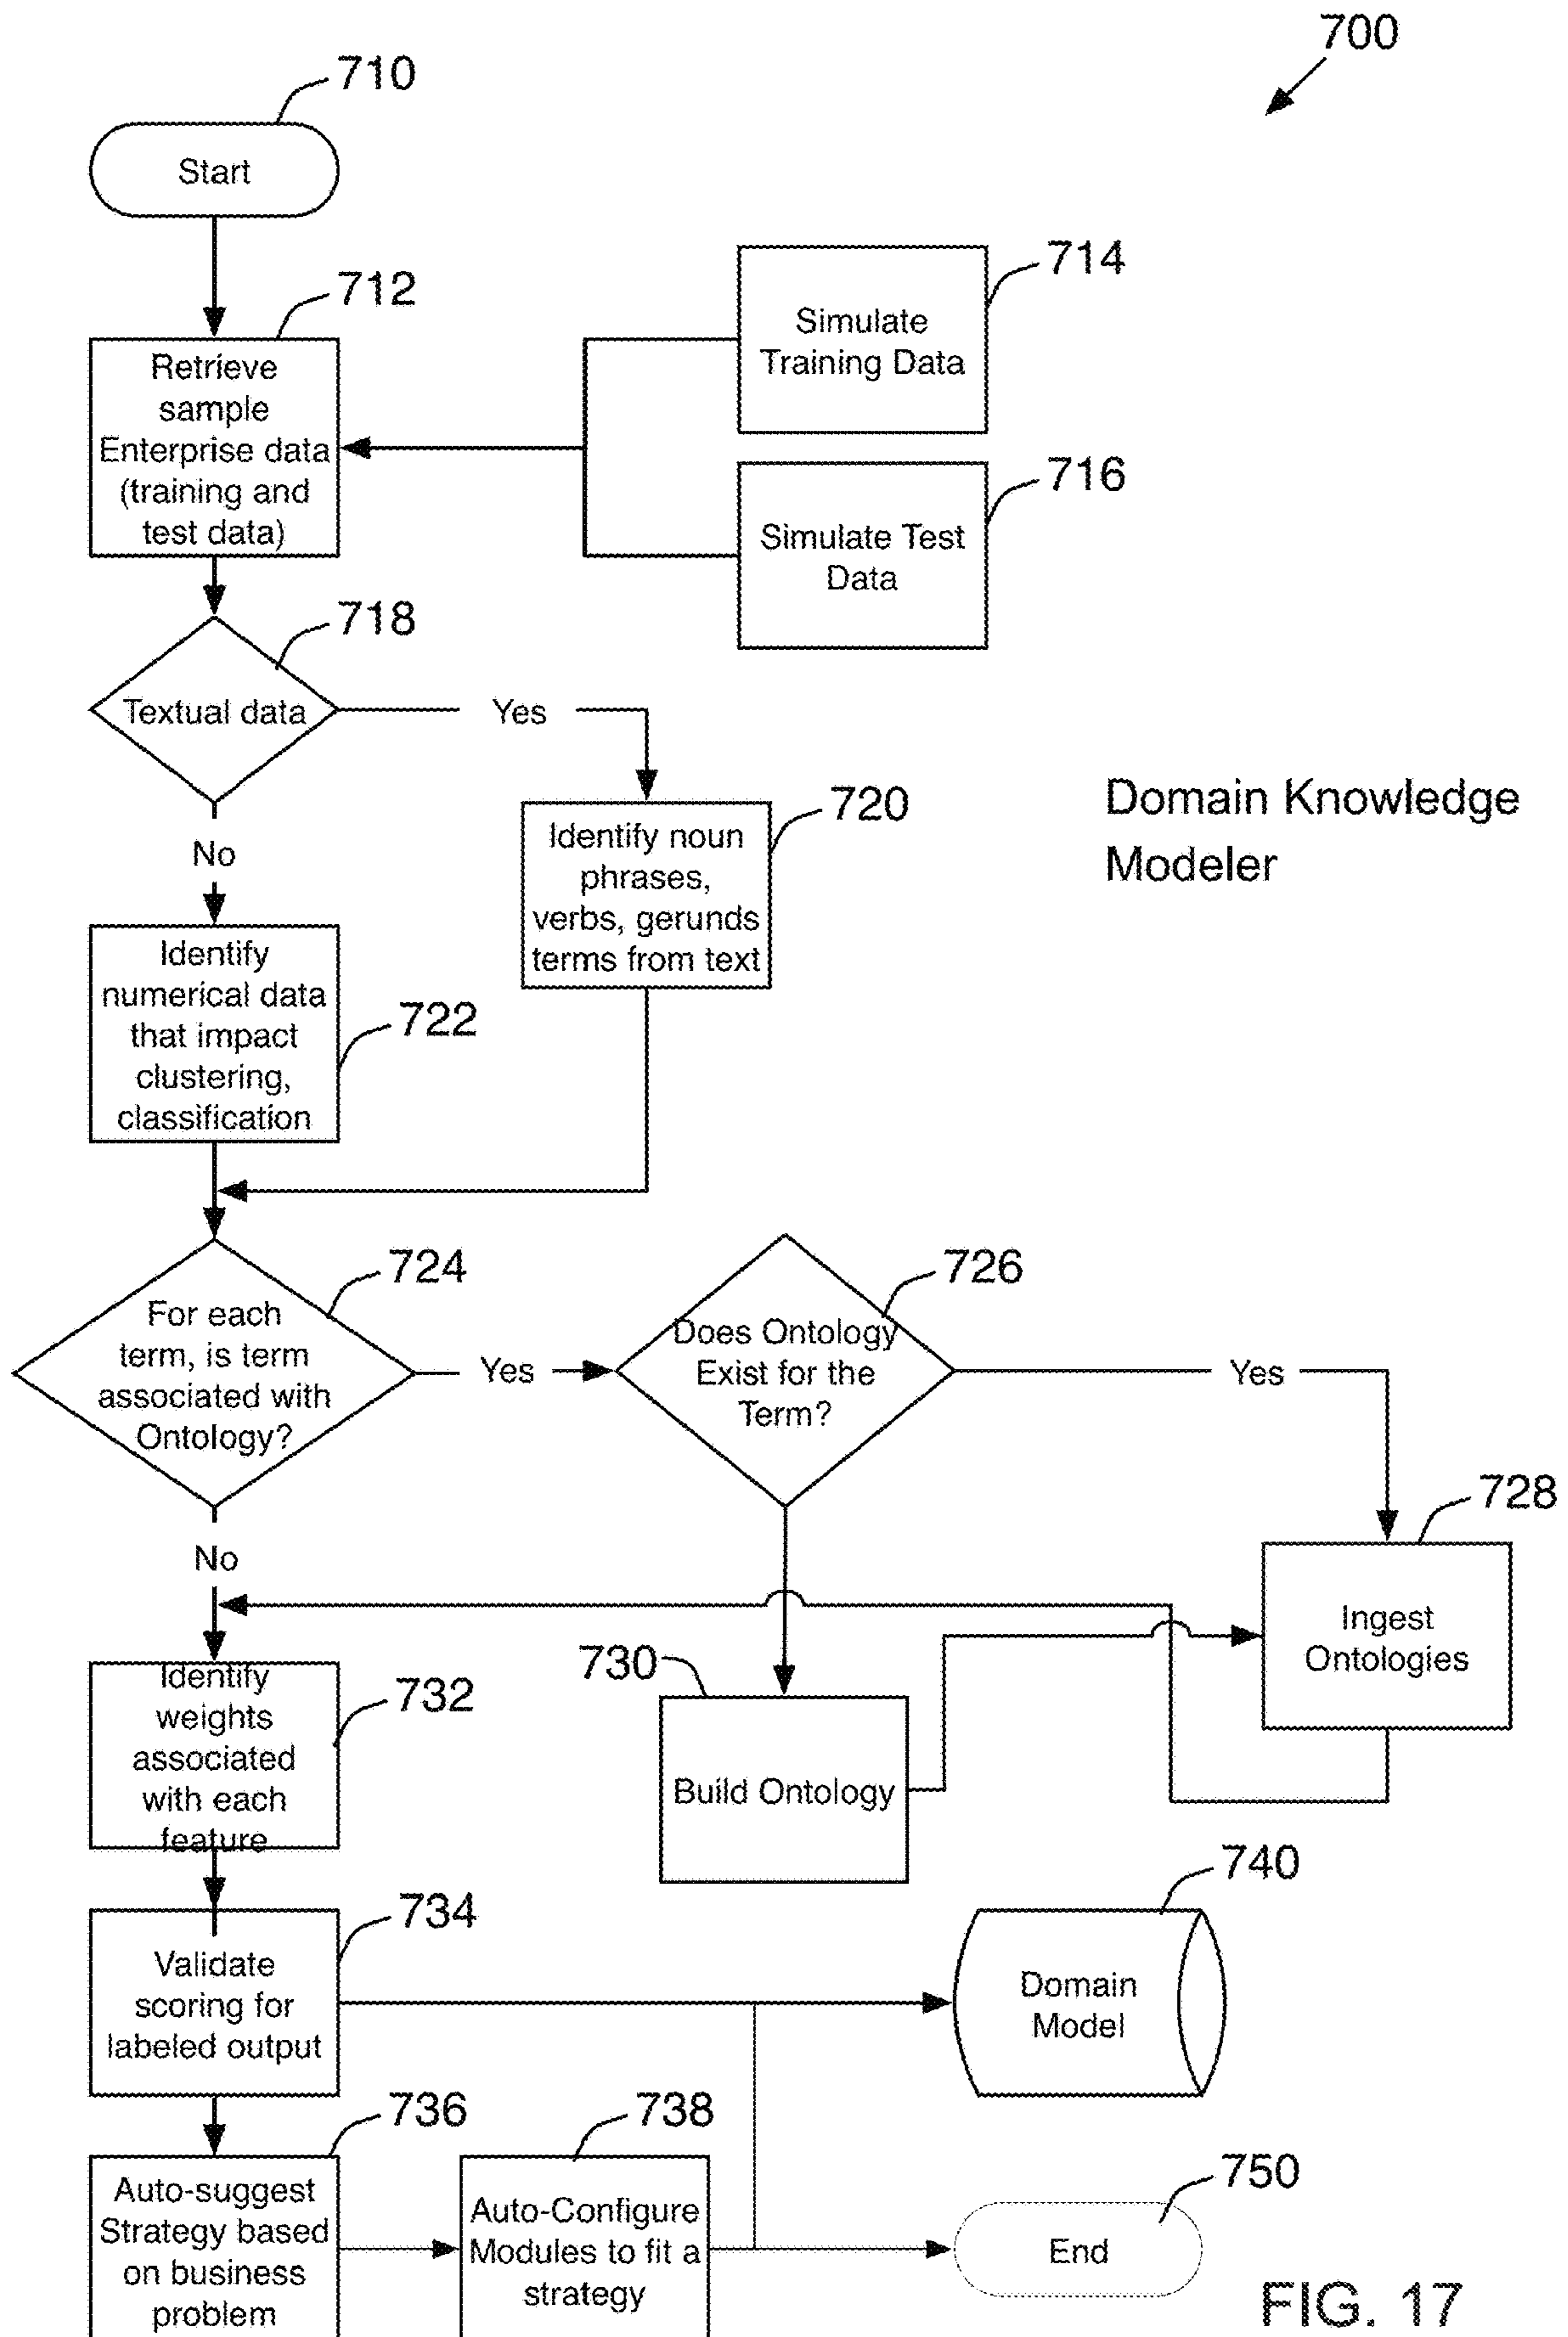 700
710
Start
712
Retrieve
sample
Enterprise data
(training and
test data)
714
Simulate
Training Data
716
Simulate Test
Data
718
Textual data
Yes
No
720
Identify noun
phrases,
verbs, gerunds
terms from text
Domain Knowledge
Modeler
722
Identify
numerical data
that impact
clustering,
classification
724
For each
term, is term
associated with
Ontology?
Yes
No
726
Does Ontology
Exist for the
Term?
Yes
728
Ingest
Ontologies
730
Build Ontology
732
Identify
weights
associated
with each
feature
734
Validate
scoring for
labeled output
740
Domain
Model
736
Auto-suggest
Strategy based
on business
problem
738
Auto-Configure
Modules to fit a
strategy
750
End
FIG. 17